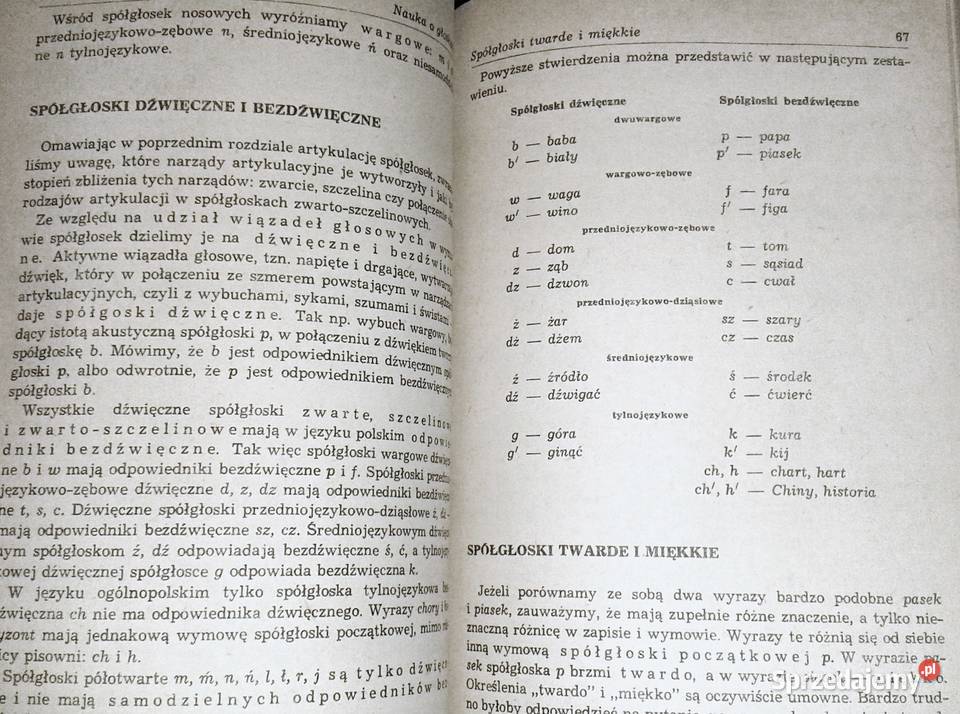 Nauka o
Wśród spółgłosek nosowych wyróżniamy wargowe: m i
przedniojęzykowo-zębowe n, średniojęzykowe ń oraz
ne n tylnojęzykowe.
SPÓŁGŁOSKI DŹWIĘCZNE I BEZDŹWIĘCZNE
Omawiając w poprzednim rozdziale artykulację spółgłosek,
liśmy uwagę, które narządy artykulacyjne je wytworzyły i jaki
stopień zbliżenia tych narządów: zwarcie, szczelina czy połączenie
rodzajów artykulacji w spółgłoskach zwarto-szczelinowych.
Ze względu na udział wiązadeł głosowych w
wie spółgłosek dzielimy je na dźwięczne i
ne. Aktywne wiązadła głosowe, tzn. napięte i drgające,
dźwięk, który w połączeniu ze szmerem powstającym w
artykulacyjnych, czyli z wybuchami, sykami, szumami i świstami
daje spółgoski dźwięczne. Tak np. wybuch wargowy,
dący istotą akustyczną spółgłoski p, w połączeniu z dźwiękiem
spółgłoskę b. Mówimy, że b jest odpowiednikiem dźwięcznym
głoski p, albo odwrotnie, że p jest odpowiednikiem
spółgłoski b.
Wszystkie dźwięczne spółgłoski zwarte,
i zwarto-szczelinowe mają w języku polskim
dniki bezdźwięczne. Tak więc spółgłoski wargowe
ne b i w mają odpowiedniki bezdźwięczne p i f. Spółgłoski
językowo-zębowe dźwięczne d, z, dz mają odpowiedniki
ne t, s, c. Dźwięczne spółgłoski przedniojęzykowo-dziąsłowe ż,
mają odpowiedniki bezdźwięczne sz, cz. Średniojęzykowym
nym spółgłoskom ź, dź odpowiadają bezdźwięczne ś, ć, a
owej dźwięcznej spółgłosce g odpowiada bezdźwięczna k.
W języku ogólnopolskim tylko spółgłoska tylnojęzykowa
dźwięczna ch nie ma odpowiednika dźwięcznego. Wyrazy chory i
yzont mają jednakową wymowę spółgłoski początkowej, mimo
icy pisowni: ch i h.
Spółgłoski półotwarte m, ḿ, n, ń, l, ł, r, j są tylko
e i nie mają samodzielnych odpowiedników
Spółgłoski twarde i miękkie 67
Powyższe stwierdzenia można przedstawić w następującym zesta-
wieniu.
Spółgłoski dźwięczne Spółgłoski bezdźwięczne
dwuwargowe
b — baba p — papa
b′ — biały p′ — piasek
wargowo-zębowe
w — waga f — fara
w′ — wino f′ — figa
przedniojęzykowo-zębowe
d — dom t — tom
z — ząb s — sąsiad
dz — dzwon c — cwał
przedniojęzykowo-dziąsłowe
ż — żar sz — szary
dż — dżem cz — czas
średniojęzykowe
ź — źródło ś — środek
dź — dźwigać ć — ćwierć
tylnojęzykowe
g — góra k — kura
g′ — ginąć k′ — kij
ch, h — chart, hart
ch′, h′ — Chiny, historia
SPÓŁGŁOSKI TWARDE I MIĘKKIE
Jeżeli porównamy ze sobą dwa wyrazy bardzo podobne pasek
i piasek, zauważymy, że mają zupełnie różne znaczenie, a tylko nie-
znaczną różnicę w zapisie i wymowie. Wyrazy te różnią się od siebie
inną wymową spółgłoski początkowej p. W wyrazie pa-
sek spółgłoska p brzmi twardo, a w wyrazie
Określenia „twardo” i „miękko” są oczywiście umowne. Bardzo trud-
no byłoby odpowiedzieć na pytanie
Sprzedajemy .pl